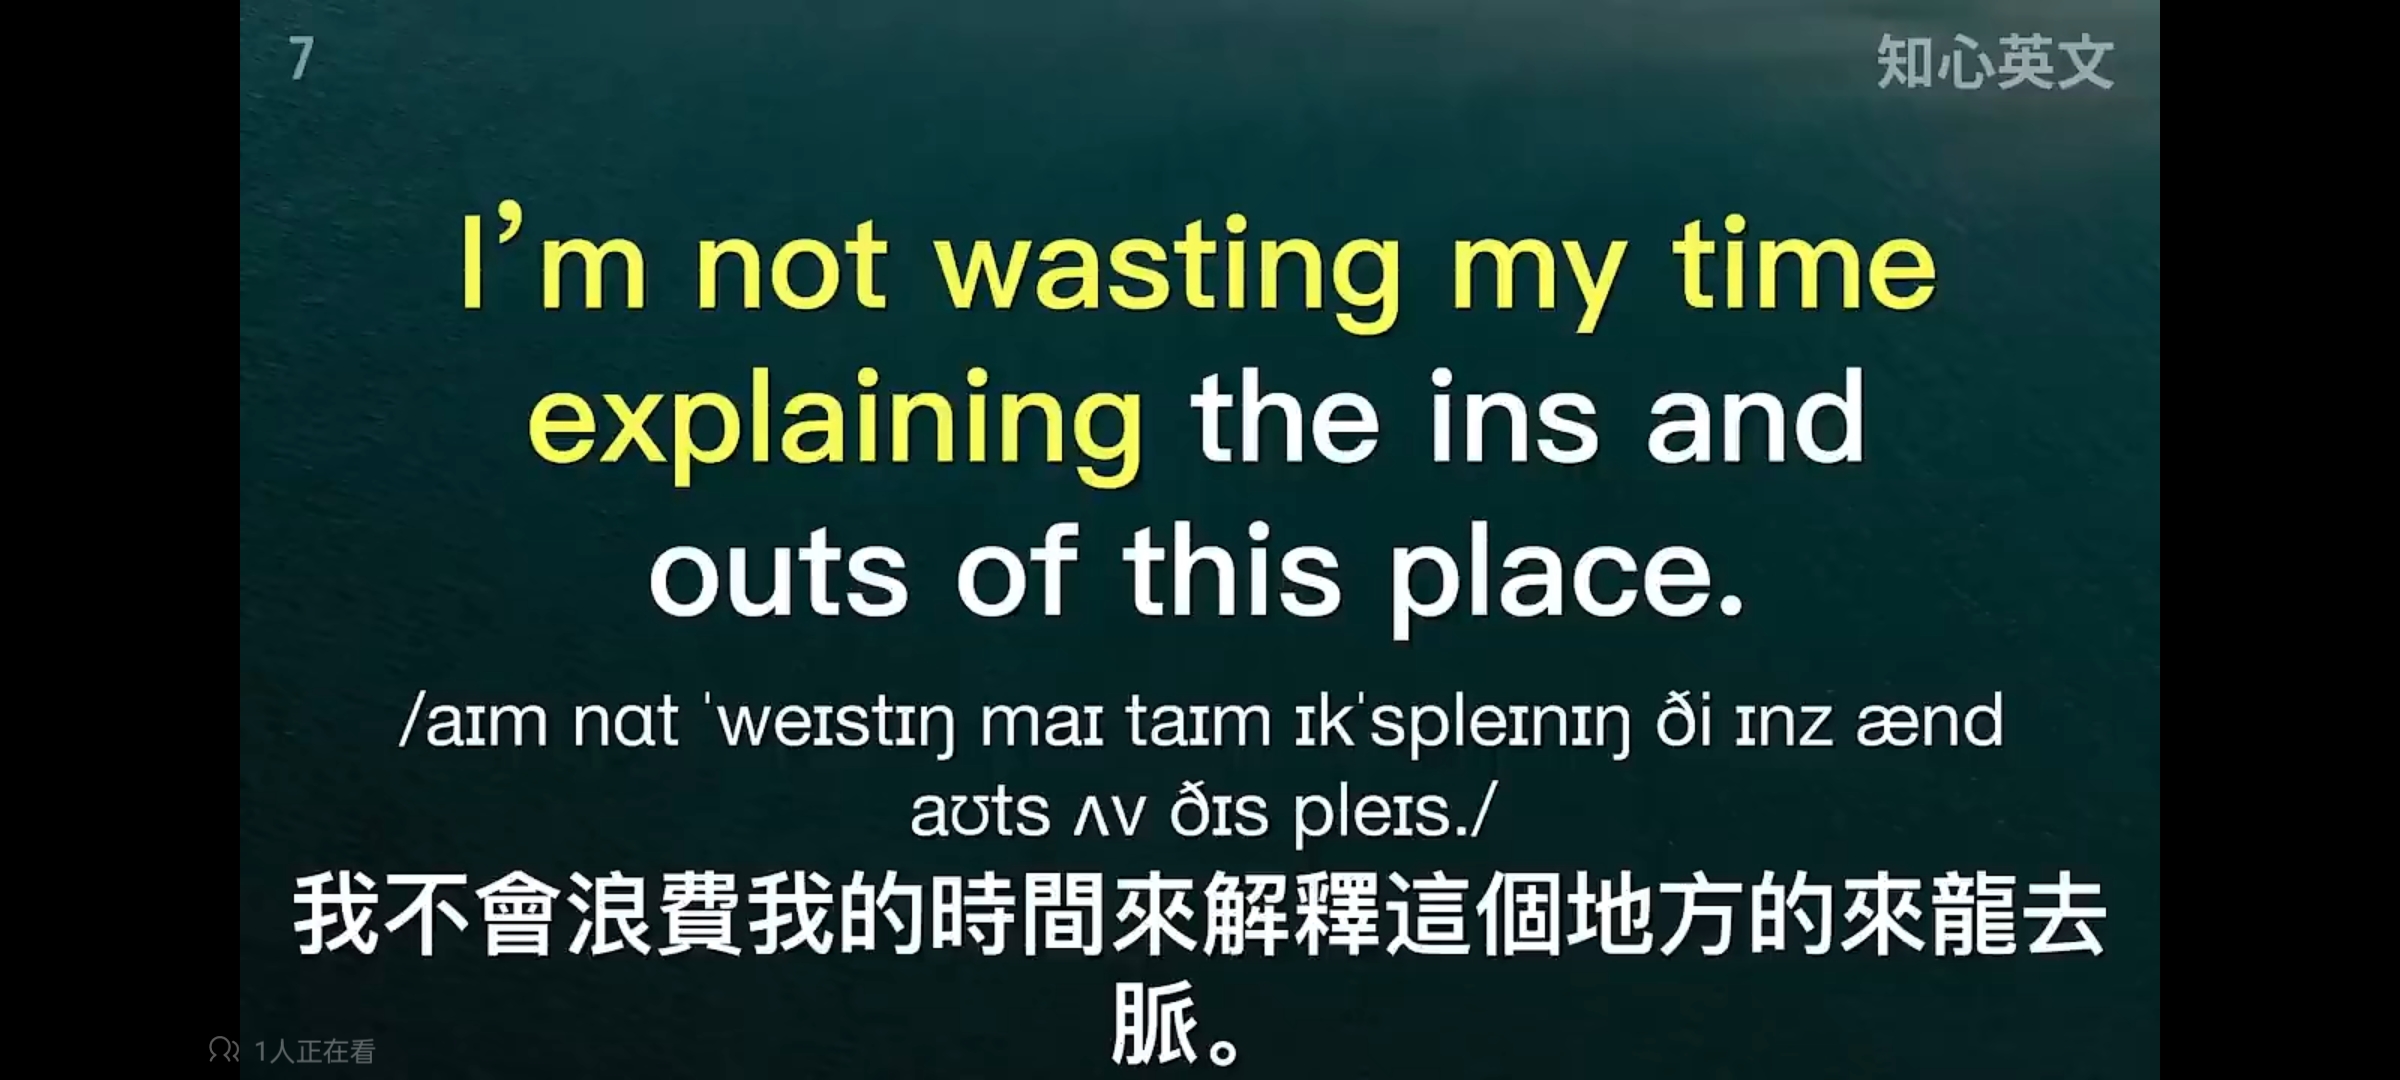 7
知心英文
I’m not wasting my time
explaining the ins and
outs of this place.
/aɪm nɑt ˈweɪstɪŋ maɪ taɪm ɪkˈspleɪnɪŋ ði ɪnz ænd
aʊts ʌv ðɪs pleɪs./
我不會浪費我的時間來解釋這個地方的來龍去
脈。
1人正在看